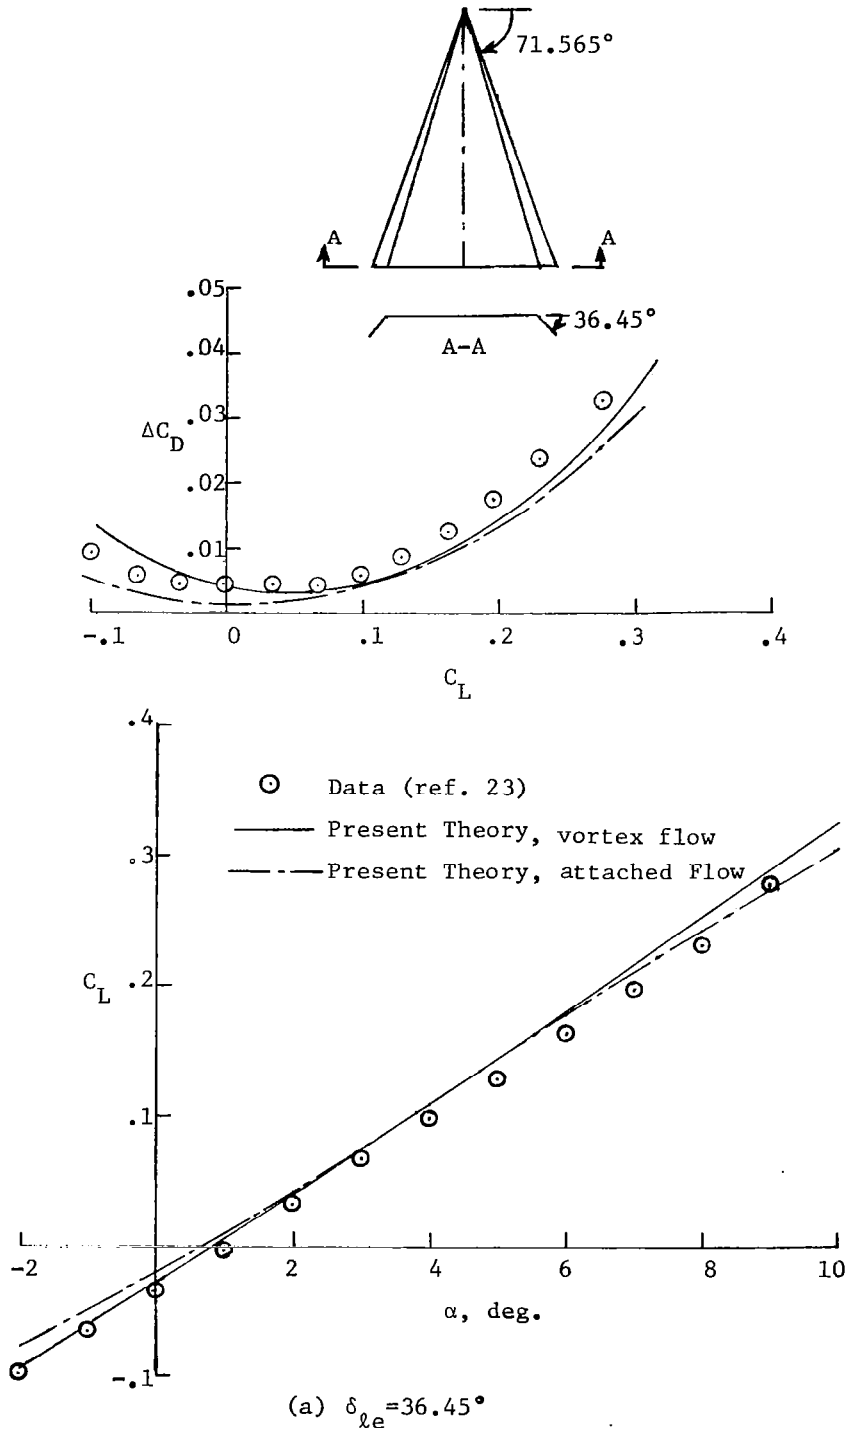 71.565°
A A
36.45°
A-A
.05
.04
.03
ΔC_D
.02
.01
-.1 0 .1 .2 .3 .4
C_L
.4
Data (ref. 23)
Present Theory, vortex flow
.3
Present Theory, attached Flow
C_L .2
.1
-2 2 4 6 8 10
α, deg.
-.1
(a) δ_ℓe=36.45°